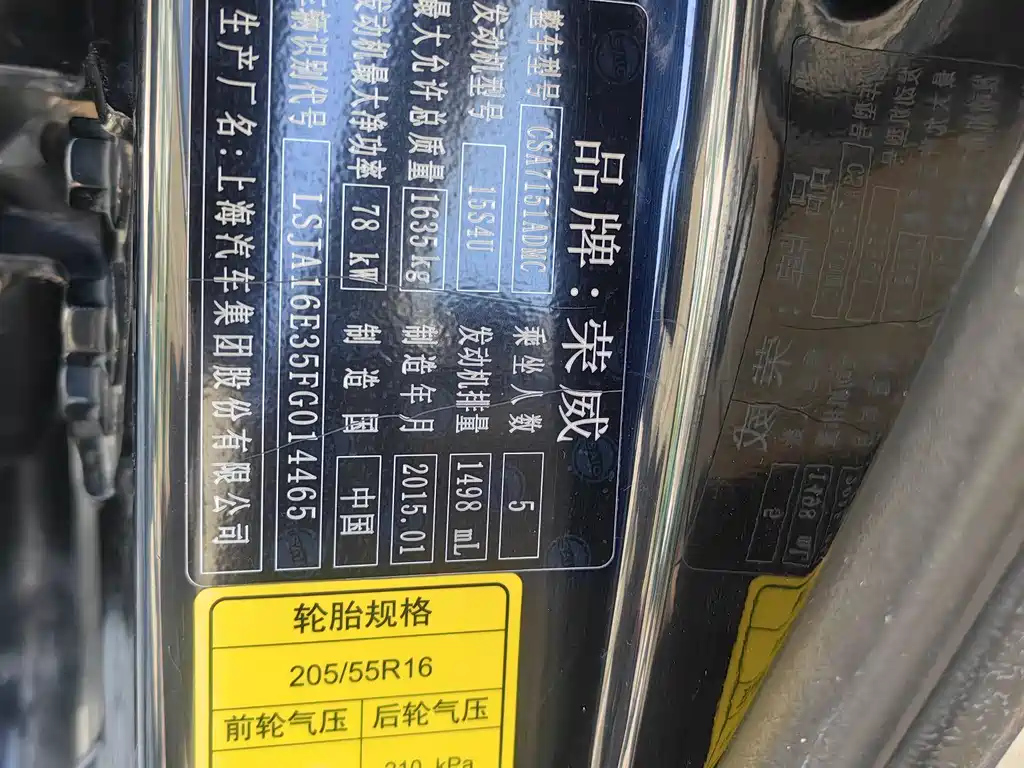 品牌:荣威
整车型号 CSA7151ADMC 乘坐人数 5
发动机型号 15S4U 发动机排量 1498 mL
最大允许总质量 1635 kg 制造年月 2015.01
发动机最大净功率 78 kW 制造国 中国
车辆识别代号 LSJA16E35FG014465
生产厂名:上海汽车集团股份有限公司
轮胎规格
205/55R16
前轮气压 后轮气压
210 kPa